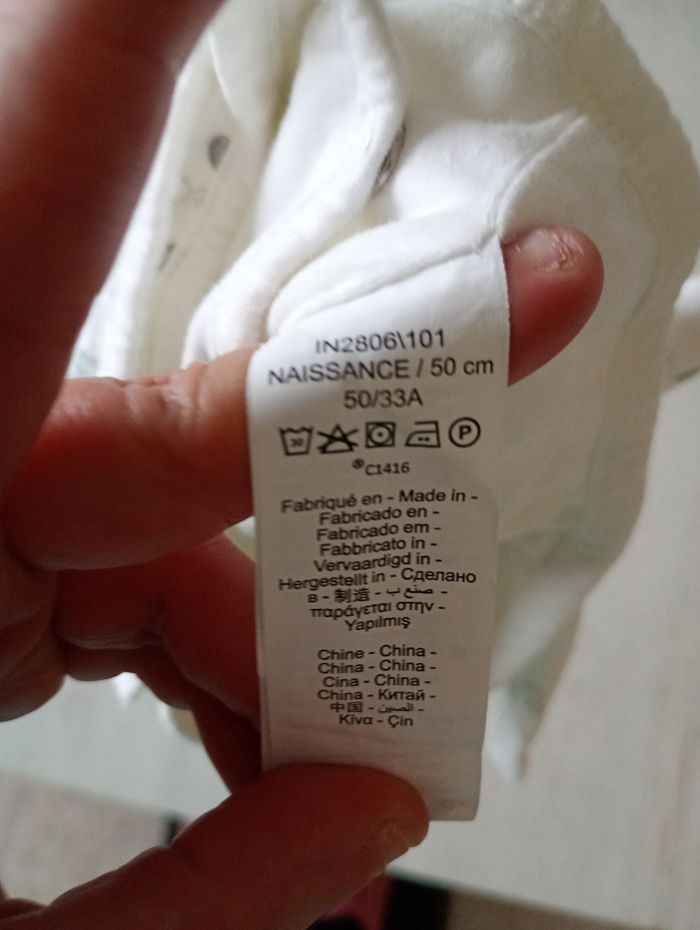 IN2806\101
NAISSANCE / 50 cm
50/33A
30 P
®C1416
Fabriqué en - Made in -
Fabricado en -
Fabricado em -
Fabbricato in -
Vervaardigd in -
Hergestellt in - Сделано
в - 制造 - صنع ب -
παράγεται στην -
Yapılmış
Chine - China -
China - China -
Cina - China -
China - Китай -
中国 - الصين -
Κίνα - Çin